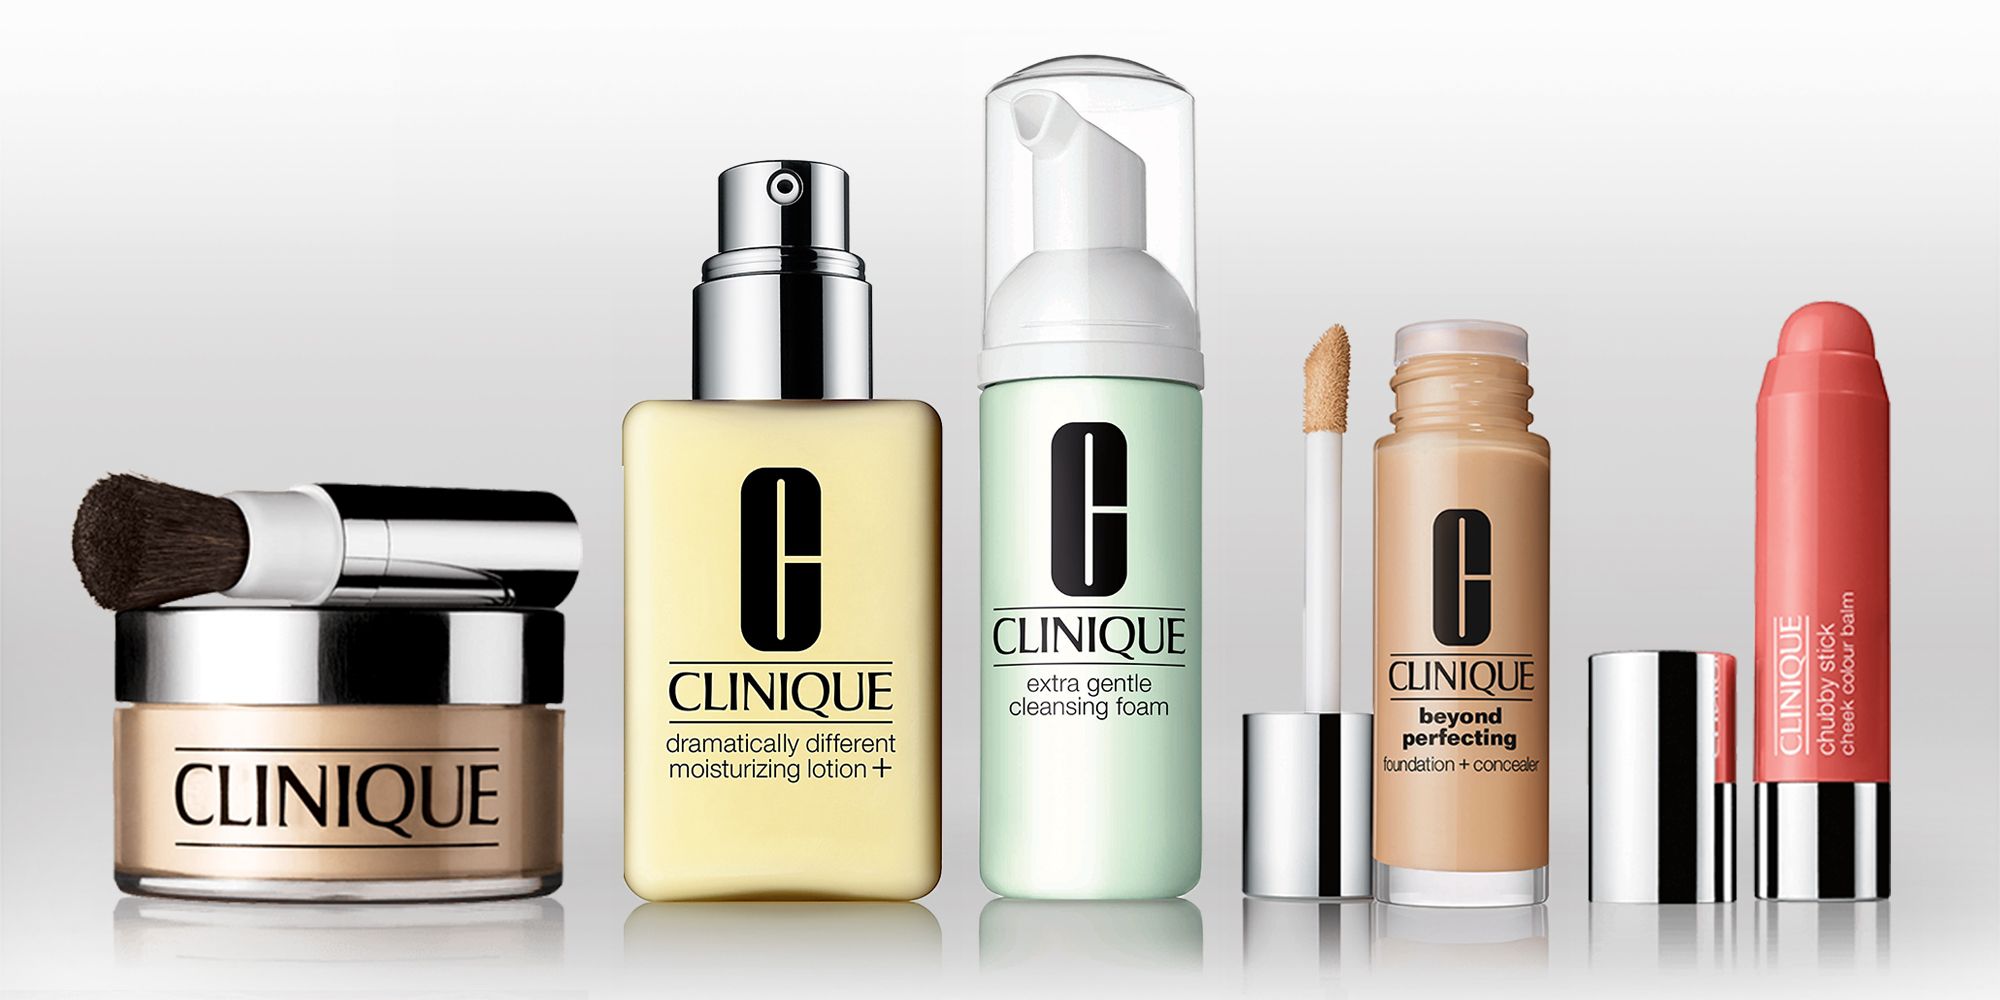 CLINIQUE
C
CLINIQUE
dramatically different
moisturizing lotion +
C
CLINIQUE
extra gentle
cleansing foam
C
CLINIQUE
beyond
perfecting
foundation + concealer
CLINIQUE
chubby stick
cheek colour balm